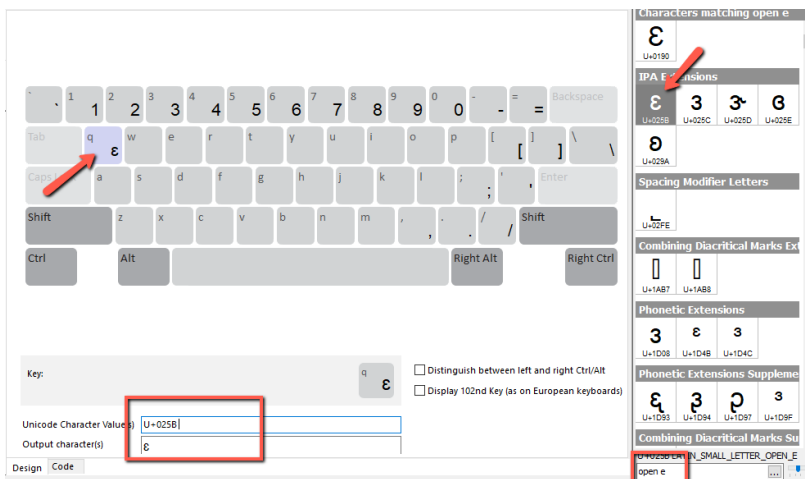 Characters matching open e
Ɛ
U+0190
IPA Extensions
ɛ ɜ ɝ ɞ
U+025B U+025C U+025D U+025E
ʚ
U+029A
Spacing Modifier Letters
U+02FE
Combining Diacritical Marks Ext
U+1AB7 U+1AB8
Phonetic Extensions
ᴈ ᵋ ᵌ
U+1D08 U+1D4B U+1D4C
Phonetic Extensions Suppleme
ᶓ ᶔ ᶗ ᶟ
U+1D93 U+1D94 U+1D97 U+1D9F
Combining Diacritical Marks Su
U+025B LATIN_SMALL_LETTER_OPEN_E
open e ...
` ` 1 1 2 2 3 3 4 4 5 5 6 6 7 7 8 8 9 9 0 0 - - = = Backspace
Tab q ɛ w e r t y u i o p [ [ ] ] \ \
Caps a s d f g h j k l ; ; ' ' Enter
Shift z x c v b n m , , . . / / Shift
Ctrl Alt Right Alt Right Ctrl
Key: q ɛ
Distinguish between left and right Ctrl/Alt
Display 102nd Key (as on European keyboards)
Unicode Character Value(s) U+025B
Output character(s) ɛ
Design Code